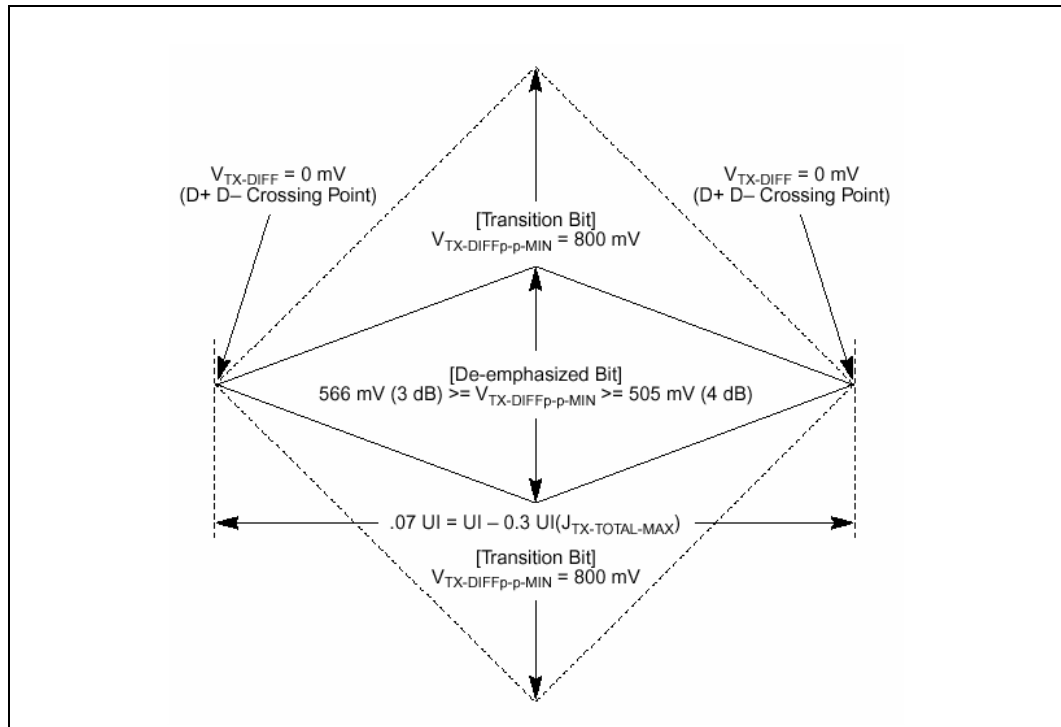 V_TX-DIFF = 0 mV
(D+ D– Crossing Point)
V_TX-DIFF = 0 mV
(D+ D– Crossing Point)
[Transition Bit]
V_TX-DIFFp-p-MIN = 800 mV
[De-emphasized Bit]
566 mV (3 dB) >= V_TX-DIFFp-p-MIN >= 505 mV (4 dB)
.07 UI = UI – 0.3 UI(J_TX-TOTAL-MAX)
[Transition Bit]
V_TX-DIFFp-p-MIN = 800 mV